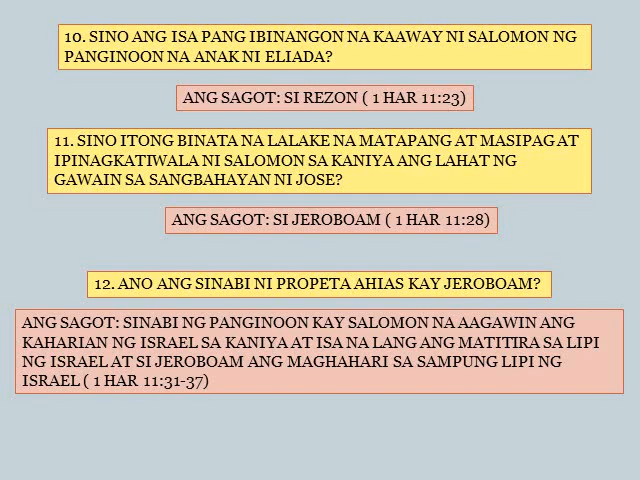 10. SINO ANG ISA PANG IBINANGON NA KAAWAY NI SALOMON NG
PANGINOON NA ANAK NI ELIADA?
ANG SAGOT: SI REZON ( 1 HAR 11:23)
11. SINO ITONG BINATA NA LALAKE NA MATAPANG AT MASIPAG AT
IPINAGKATIWALA NI SALOMON SA KANIYA ANG LAHAT NG
GAWAIN SA SANGBAHAYAN NI JOSE?
ANG SAGOT: SI JEROBOAM ( 1 HAR 11:28)
12. ANO ANG SINABI NI PROPETA AHIAS KAY JEROBOAM?
ANG SAGOT: SINABI NG PANGINOON KAY SALOMON NA AAGAWIN ANG
KAHARIAN NG ISRAEL SA KANIYA AT ISA NA LANG ANG MATITIRA SA LIPI
NG ISRAEL AT SI JEROBOAM ANG MAGHAHARI SA SAMPUNG LIPI NG
ISRAEL ( 1 HAR 11:31-37)